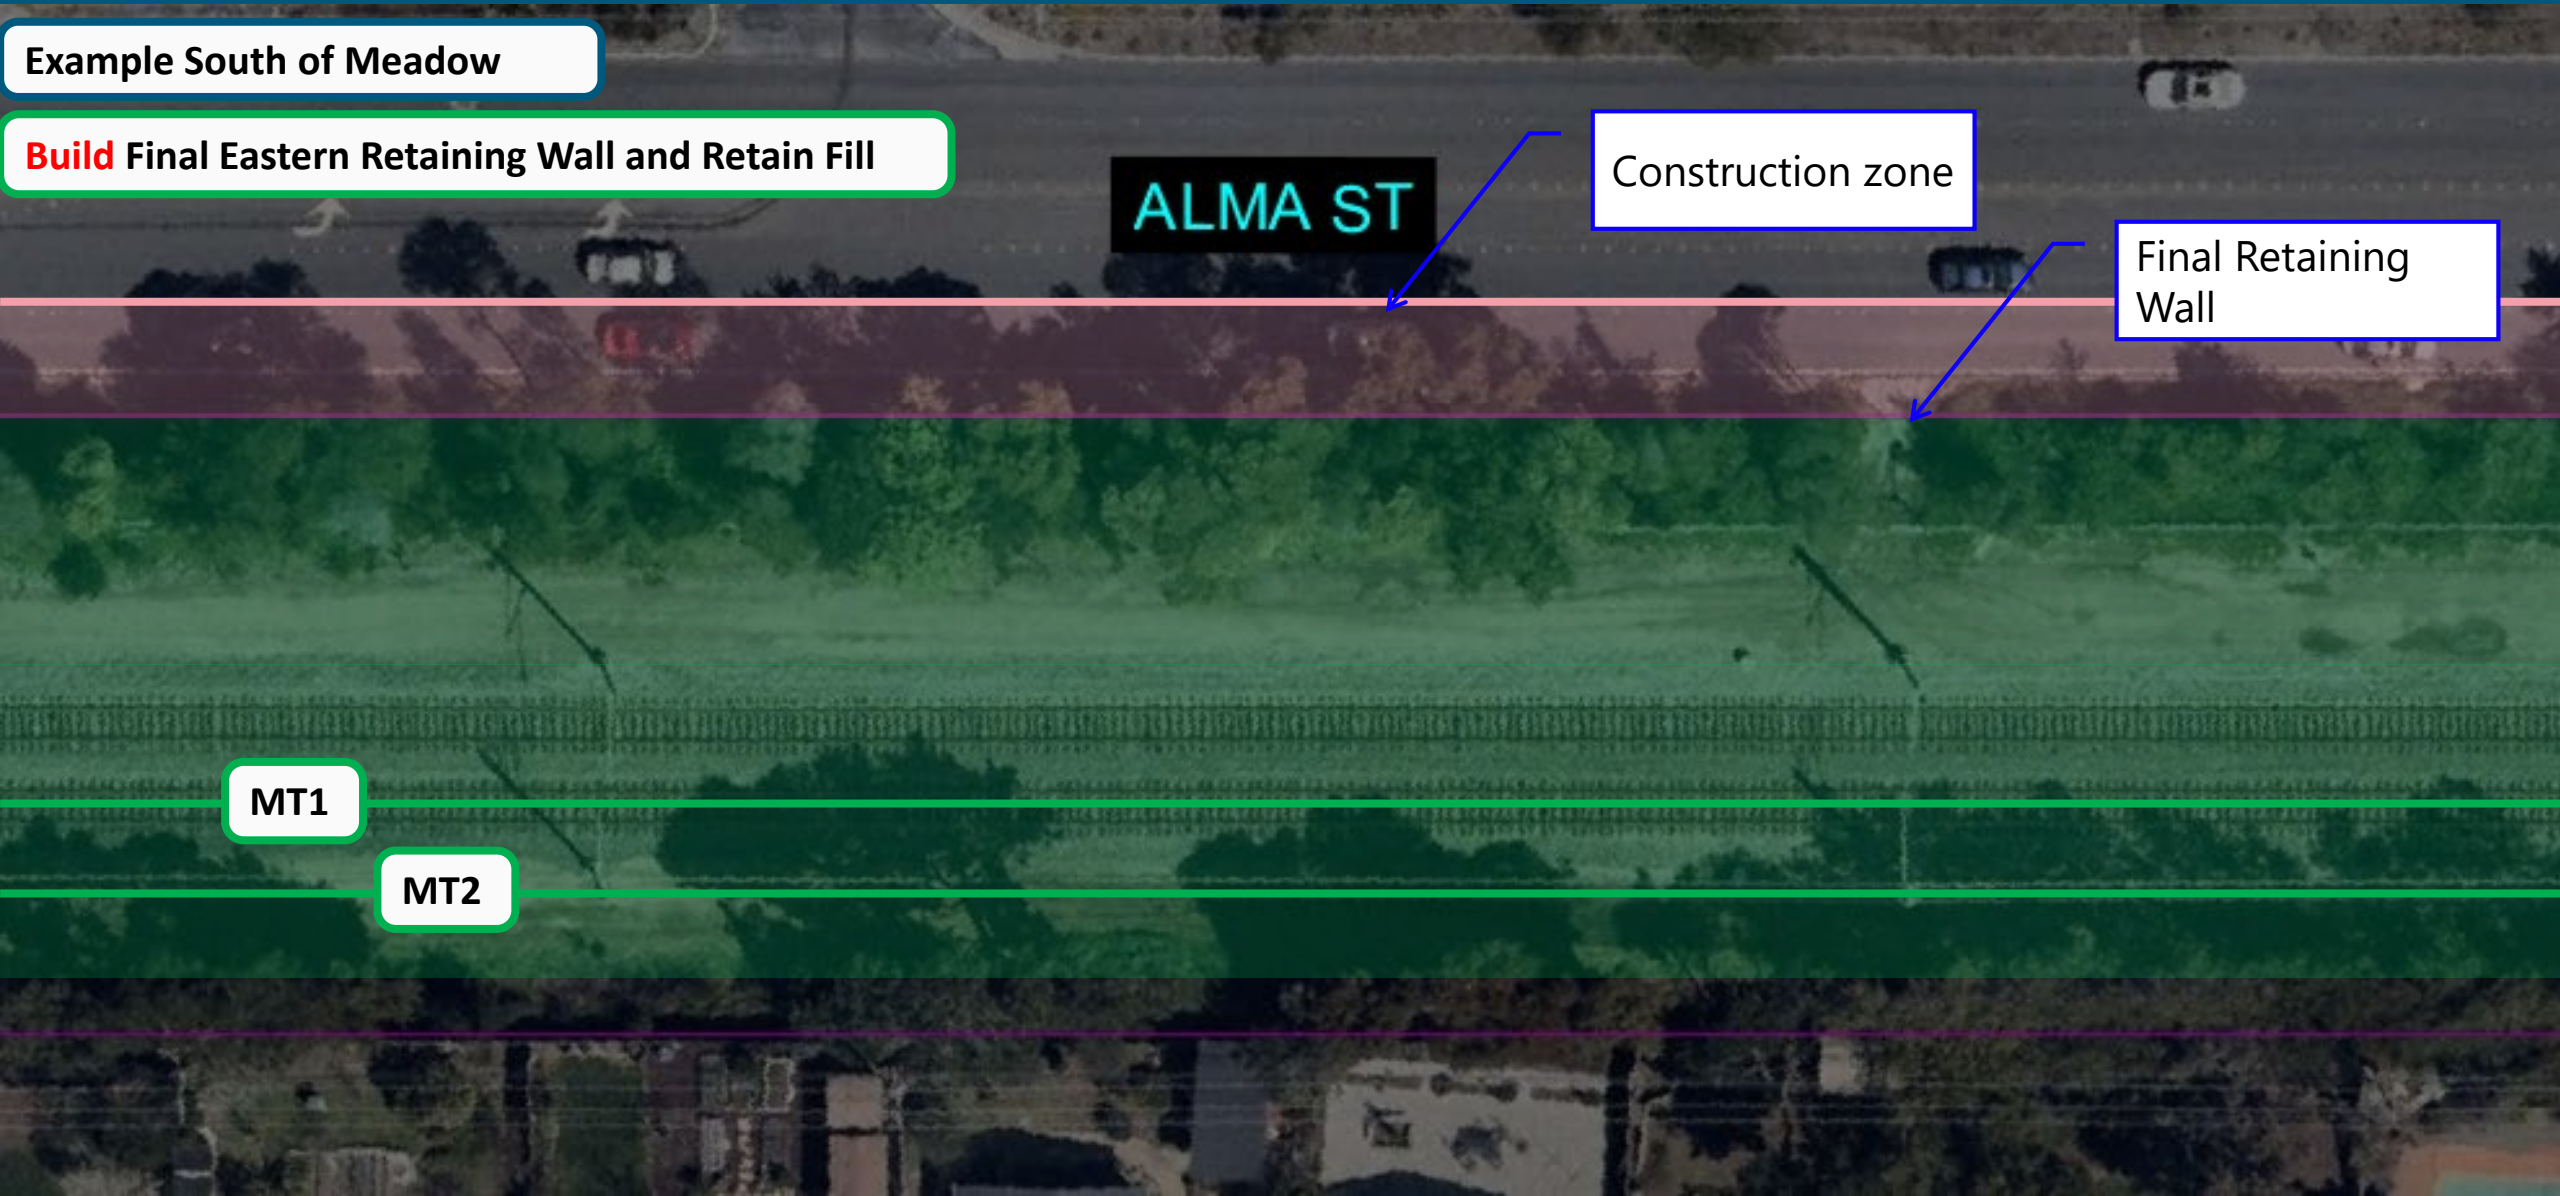 Example South of Meadow
Build Final Eastern Retaining Wall and Retain Fill
ALMA ST
Construction zone
Final Retaining
Wall
MT1
MT2